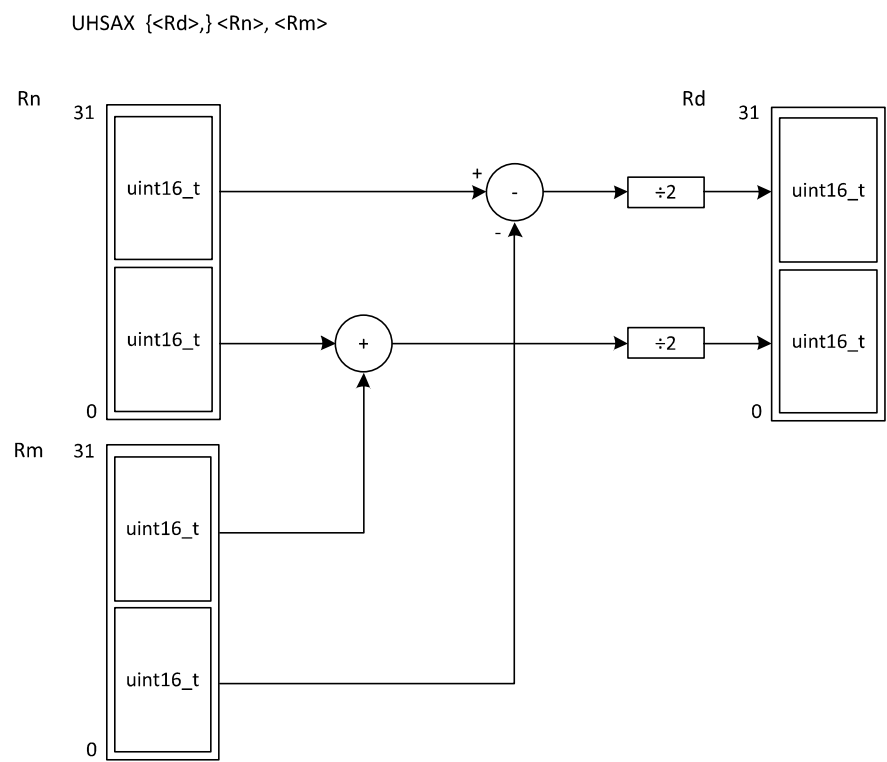 UHSAX {<Rd>,} <Rn>, <Rm>
Rn
31
uint16_t
uint16_t
0
Rm
31
uint16_t
uint16_t
0
+
-
-
+
÷2
÷2
Rd
31
uint16_t
uint16_t
0